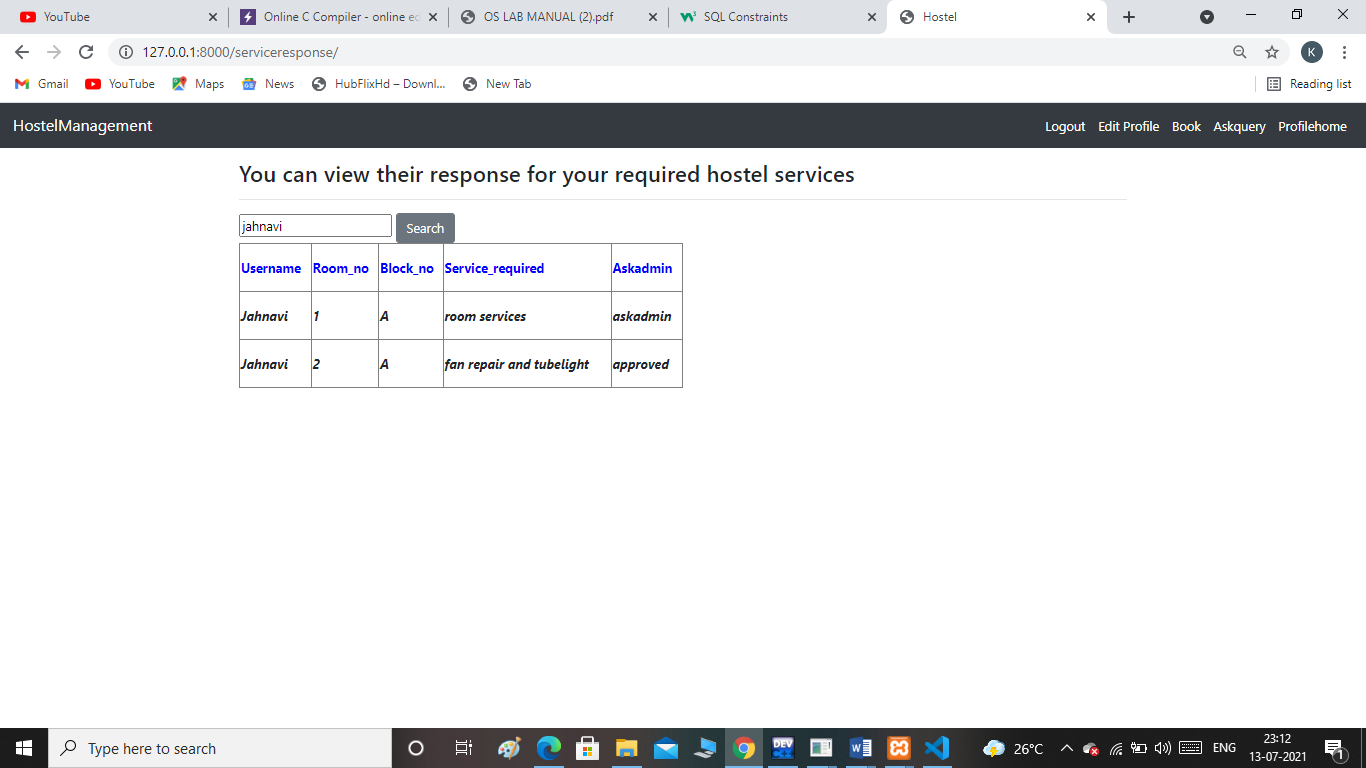 YouTube
Online C Compiler - online ec
OS LAB MANUAL (2).pdf
SQL Constraints
Hostel
127.0.0.1:8000/serviceresponse/
K
Gmail
YouTube
Maps
News
HubFlixHd – Downl...
New Tab
Reading list
HostelManagement
Logout Edit Profile Book Askquery Profilehome
You can view their response for your required hostel services
jahnavi Search
Username Room_no Block_no Service_required Askadmin
Jahnavi 1 A room services askadmin
Jahnavi 2 A fan repair and tubelight approved
Type here to search
DEV
26°C
ENG
23:12
13-07-2021
1